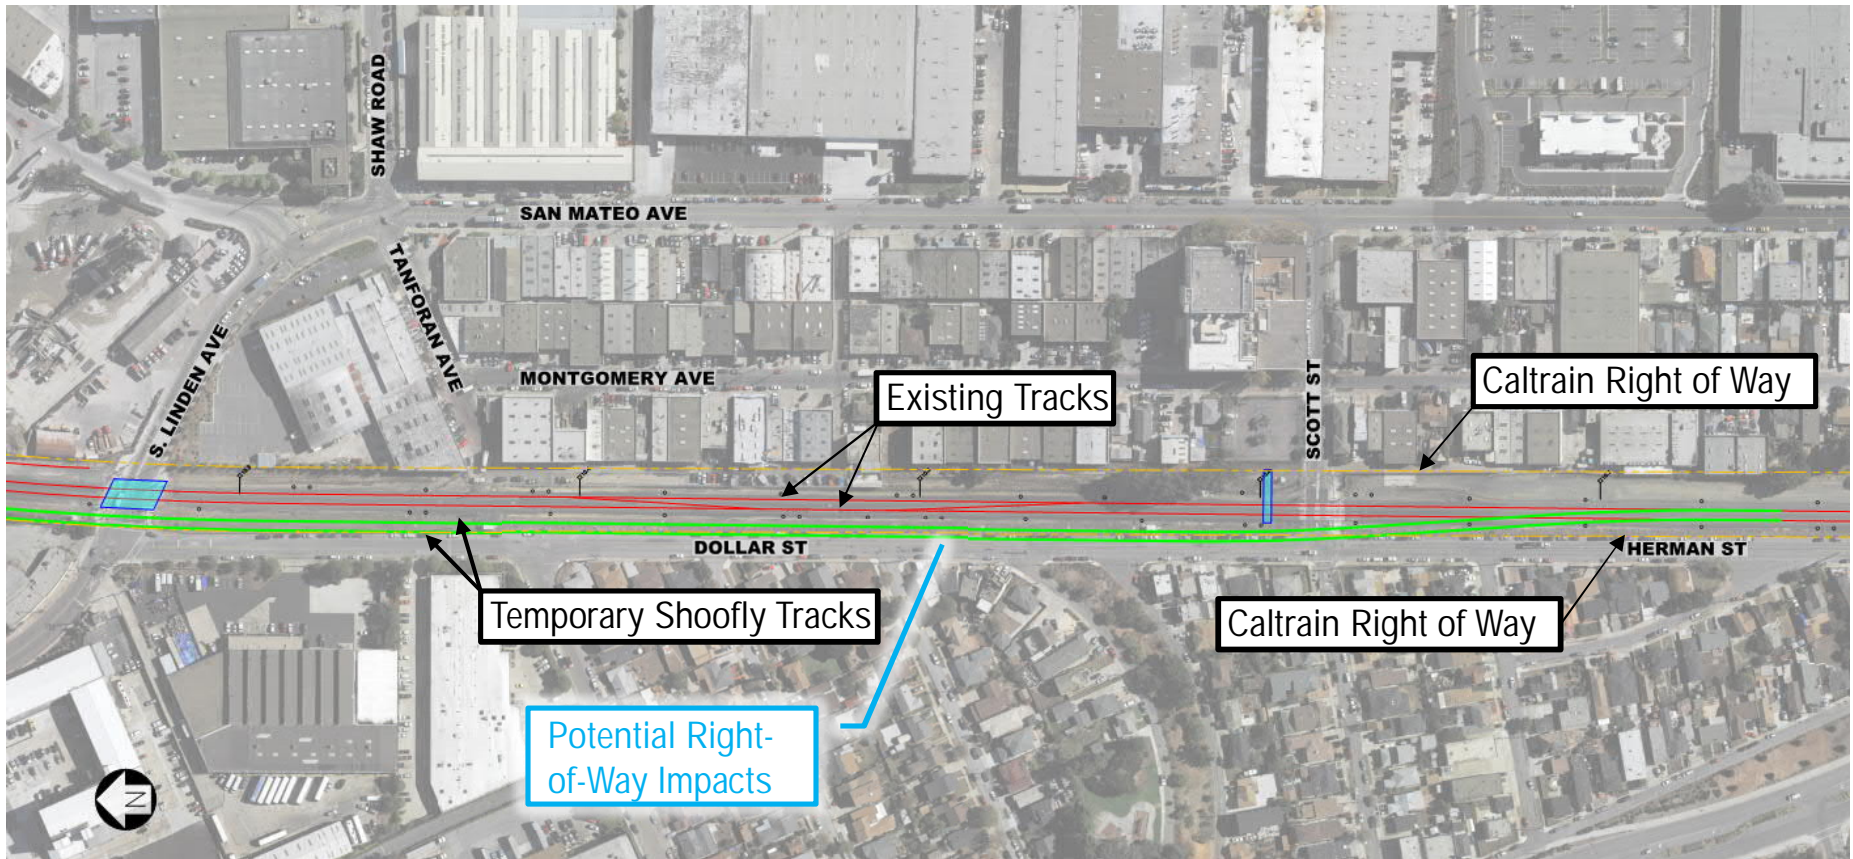 SHAW ROAD
SAN MATEO AVE
TANFORAN AVE
S. LINDEN AVE
MONTGOMERY AVE
Existing Tracks
SCOTT ST
Caltrain Right of Way
DOLLAR ST
HERMAN ST
Temporary Shoofly Tracks
Caltrain Right of Way
Potential Right-
of-Way Impacts
N